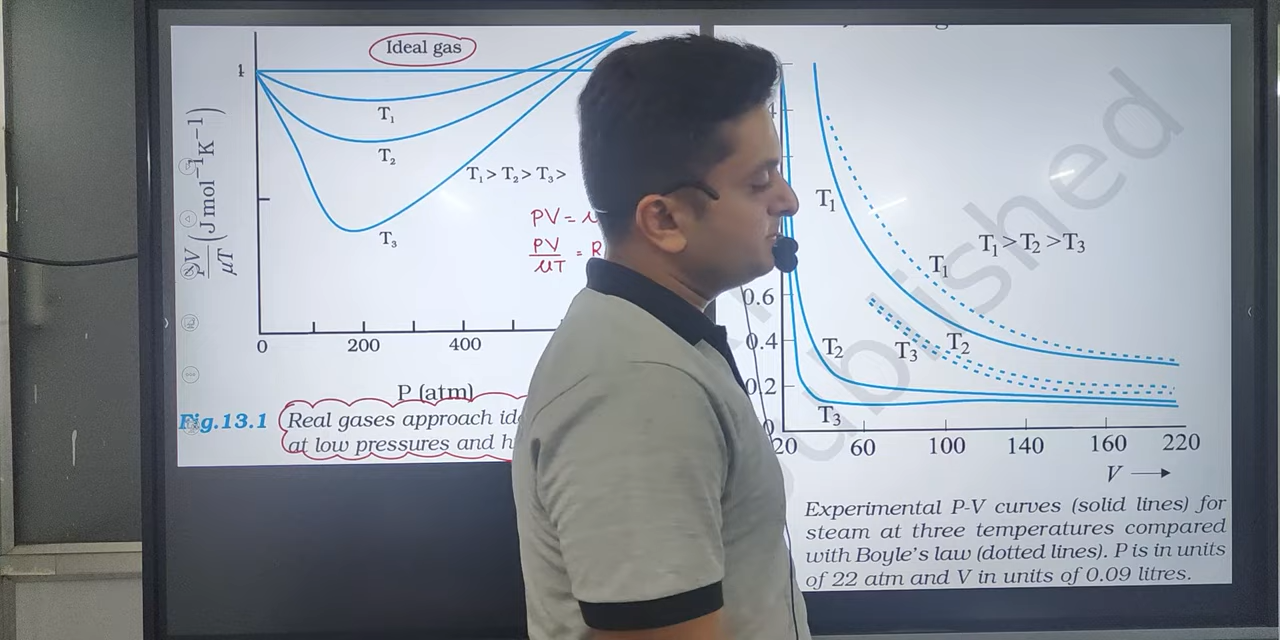 Ideal gas
1
T₁
T₂
T₁ > T₂ > T₃ >
T₃
PV =
PV/μT = R
PV/μT (J mol⁻¹K⁻¹)
0 200 400
P (atm)
Fig.13.1 Real gases approach
at low pressures and
4
T₁
T₁ > T₂ > T₃
T₁
0.6
0.4
T₂ T₃ T₂
0.2
T₃
0
20 60 100 140 160 220
V
Experimental P-V curves (solid lines) for
steam at three temperatures compared
with Boyle's law (dotted lines). P is in units
of 22 atm and V in units of 0.09 litres.